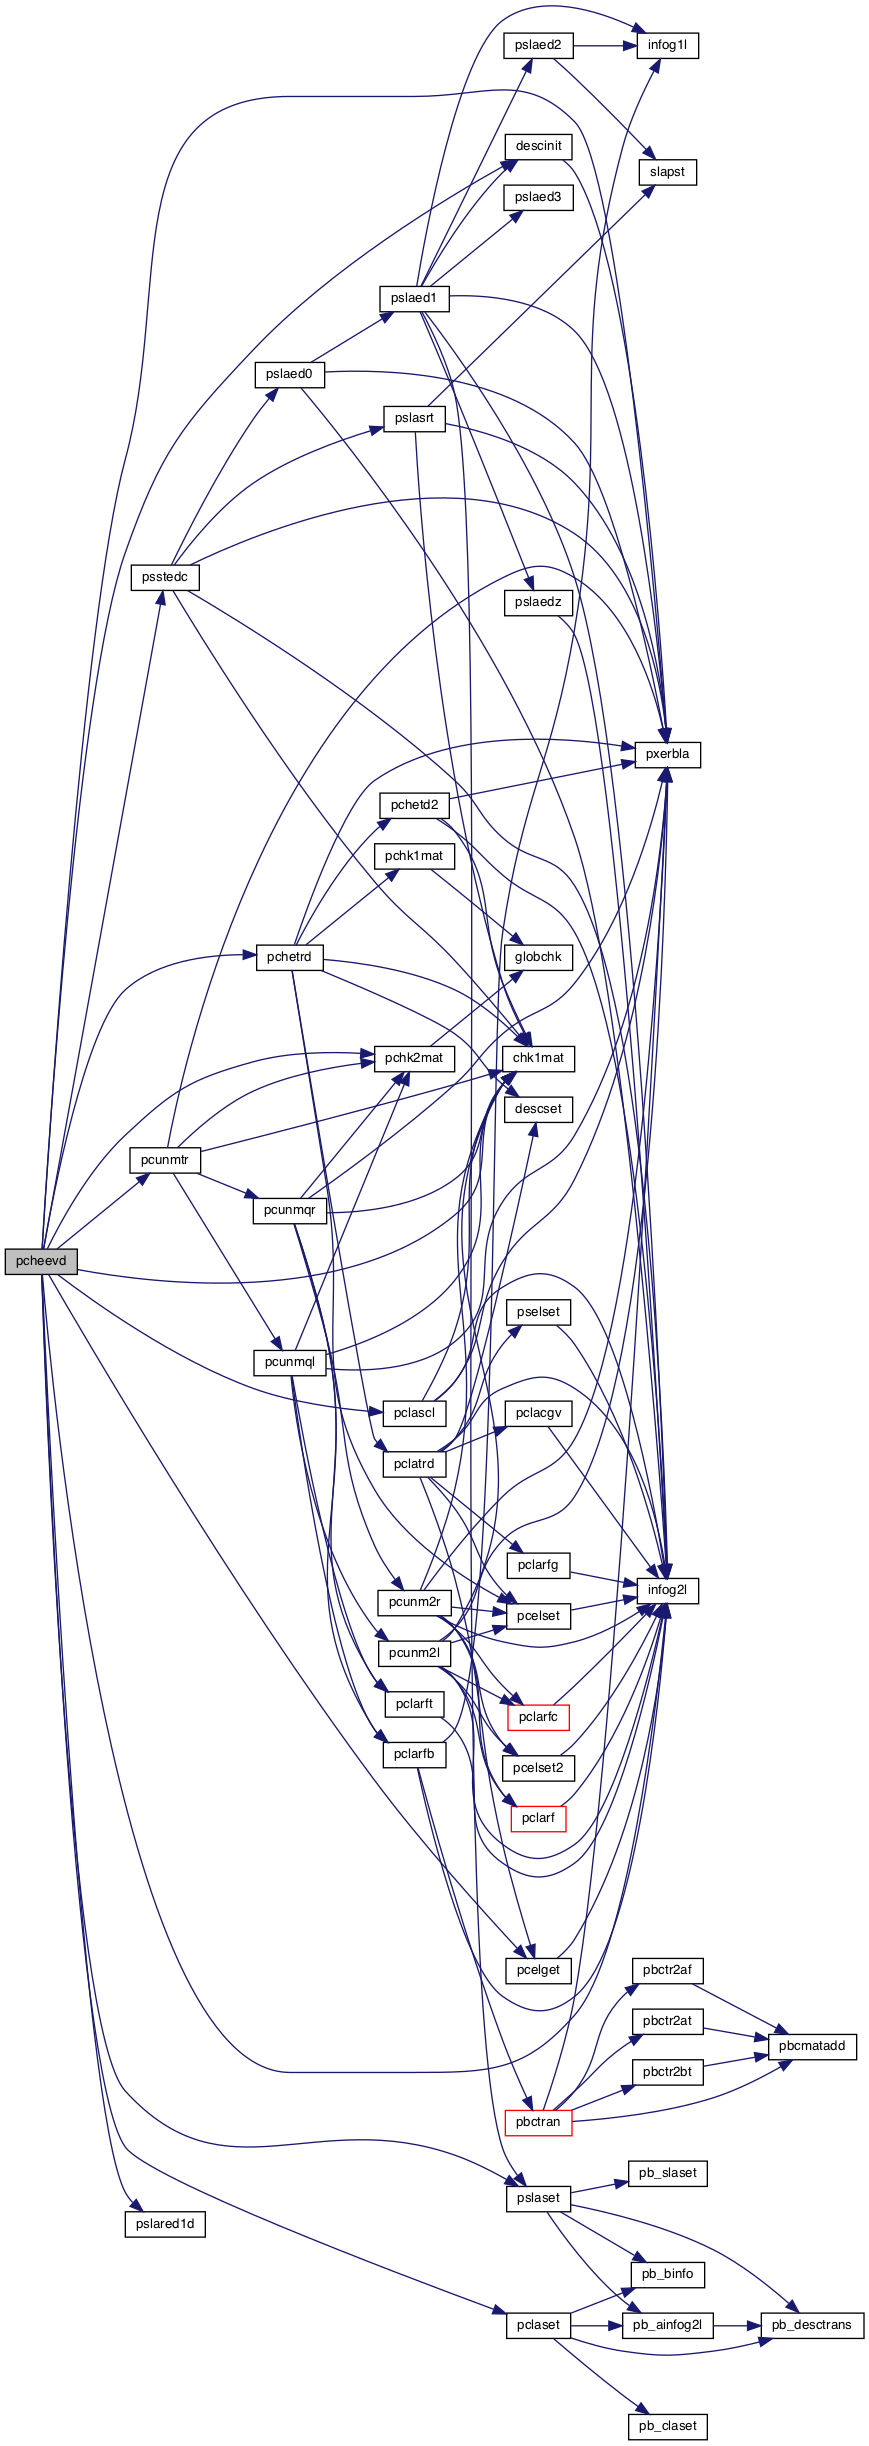 pslaed2
infog1l
descinit
slapst
pslaed3
pslaed1
pslaed0
pslasrt
psstedc
pslaedz
pxerbla
pchetd2
pchk1mat
pchetrd
globchk
pchk2mat
chk1mat
descset
pcunmtr
pcunmqr
pcheevd
pselset
pcunmql
pclascl
pclacgv
pclatrd
pclarfg
infog2l
pcunm2r
pcelset
pcunm2l
pclarft
pclarfc
pclarfb
pcelset2
pclarf
pcelget
pbctr2af
pbctr2at
pbcmatadd
pbctr2bt
pbctran
pb_slaset
pslaset
pslared1d
pb_binfo
pclaset
pb_ainfog2l
pb_desctrans
pb_claset